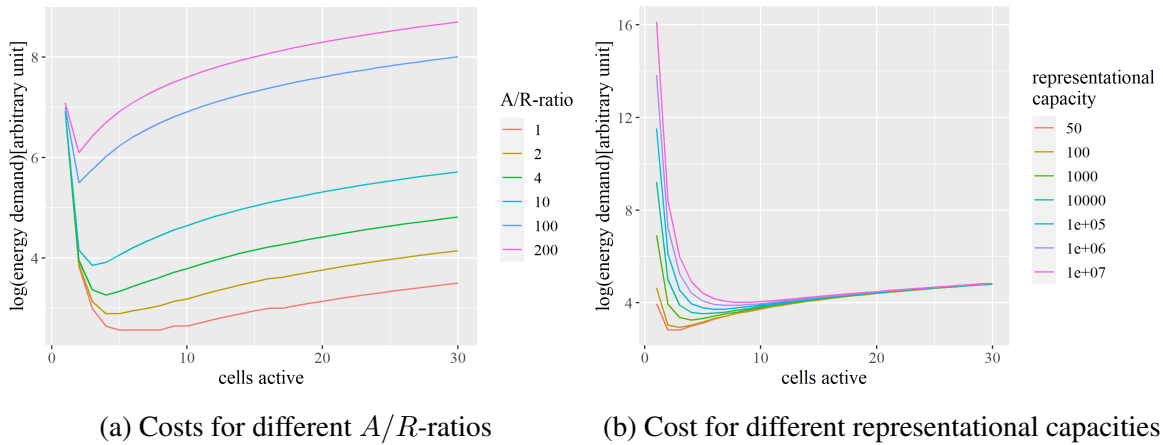 log(energy demand)[arbitrary unit]
8
6
4
0
10
20
30
cells active
A/R-ratio
1
2
4
10
100
200
(a) Costs for different A/R-ratios
log(energy demand)[arbitrary unit]
16
12
8
4
0
10
20
30
cells active
representational
capacity
50
100
1000
10000
1e+05
1e+06
1e+07
(b) Cost for different representational capacities